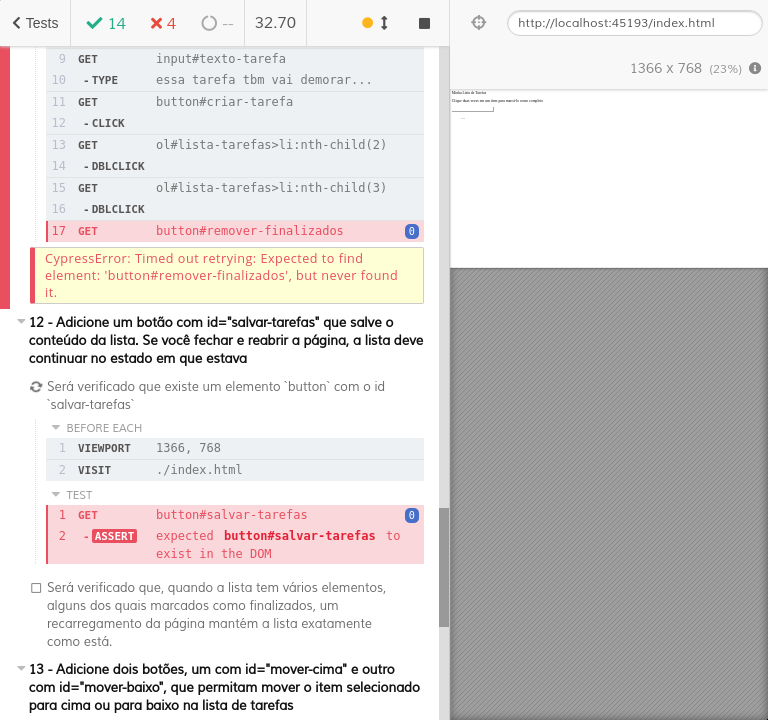 Tests 14 4 -- 32.70
9 GET input#texto-tarefa
10 -TYPE essa tarefa tbm vai demorar...
11 GET button#criar-tarefa
12 -CLICK
13 GET ol#lista-tarefas>li:nth-child(2)
14 -DBLCLICK
15 GET ol#lista-tarefas>li:nth-child(3)
16 -DBLCLICK
17 GET button#remover-finalizados 0
CypressError: Timed out retrying: Expected to find
element: 'button#remover-finalizados', but never found
it.
12 - Adicione um botão com id="salvar-tarefas" que salve o
conteúdo da lista. Se você fechar e reabrir a página, a lista deve
continuar no estado em que estava
Será verificado que existe um elemento `button` com o id
`salvar-tarefas`
BEFORE EACH
1 VIEWPORT 1366, 768
2 VISIT ./index.html
TEST
1 GET button#salvar-tarefas 0
2 -ASSERT expected button#salvar-tarefas to
exist in the DOM
Será verificado que, quando a lista tem vários elementos,
alguns dos quais marcados como finalizados, um
recarregamento da página mantém a lista exatamente
como está.
13 - Adicione dois botões, um com id="mover-cima" e outro
com id="mover-baixo", que permitam mover o item selecionado
para cima ou para baixo na lista de tarefas
http://localhost:45193/index.html
1366 x 768 (23%)
Minha Lista de Tarefas
Clique duas vezes em um item para marcá-lo como completo